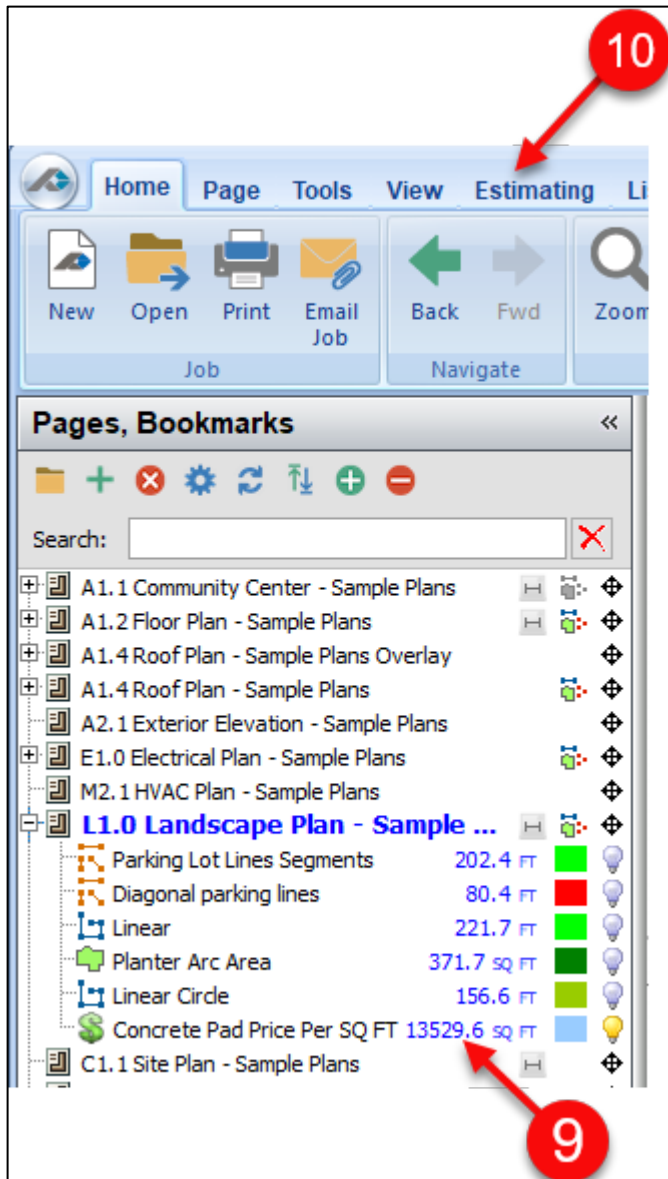 10
Home Page Tools View Estimating Li
New Open Print Email Job Back Fwd Zoom
Job Navigate
Pages, Bookmarks
Search:
A1.1 Community Center - Sample Plans
A1.2 Floor Plan - Sample Plans
A1.4 Roof Plan - Sample Plans Overlay
A1.4 Roof Plan - Sample Plans
A2.1 Exterior Elevation - Sample Plans
E1.0 Electrical Plan - Sample Plans
M2.1 HVAC Plan - Sample Plans
L1.0 Landscape Plan - Sample ...
Parking Lot Lines Segments 202.4 FT
Diagonal parking lines 80.4 FT
Linear 221.7 FT
Planter Arc Area 371.7 SQ FT
Linear Circle 156.6 FT
Concrete Pad Price Per SQ FT 13529.6 SQ FT
C1.1 Site Plan - Sample Plans
9